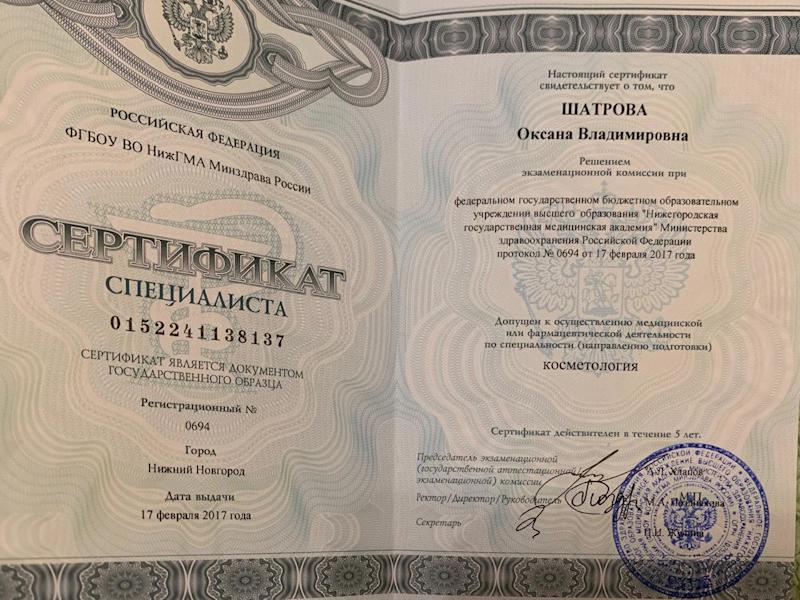 РОССИЙСКАЯ ФЕДЕРАЦИЯ
ФГБОУ ВО НижГМА Минздрава России
СЕРТИФИКАТ
СПЕЦИАЛИСТА
0152241138137
СЕРТИФИКАТ ЯВЛЯЕТСЯ ДОКУМЕНТОМ
ГОСУДАРСТВЕННОГО ОБРАЗЦА
Регистрационный №
0694
Город
Нижний Новгород
Дата выдачи
17 февраля 2017 года
Настоящий сертификат
свидетельствует о том, что
ШАТРОВА
Оксана Владимировна
Решением
экзаменационной комиссии при
федеральном государственном бюджетном образовательном
учреждении высшего образования "Нижегородская
государственная медицинская академия" Министерства
здравоохранения Российской Федерации
протокол № 0694 от 17 февраля 2017 года
Допущен к осуществлению медицинской
или фармацевтической деятельности
по специальности (направлению подготовки)
косметология
Сертификат действителен в течение 5 лет.
Председатель экзаменационной
(государственной аттестационной
экзаменационной) комиссии
Ректор/Директор/Руководитель
М.П.
Секретарь